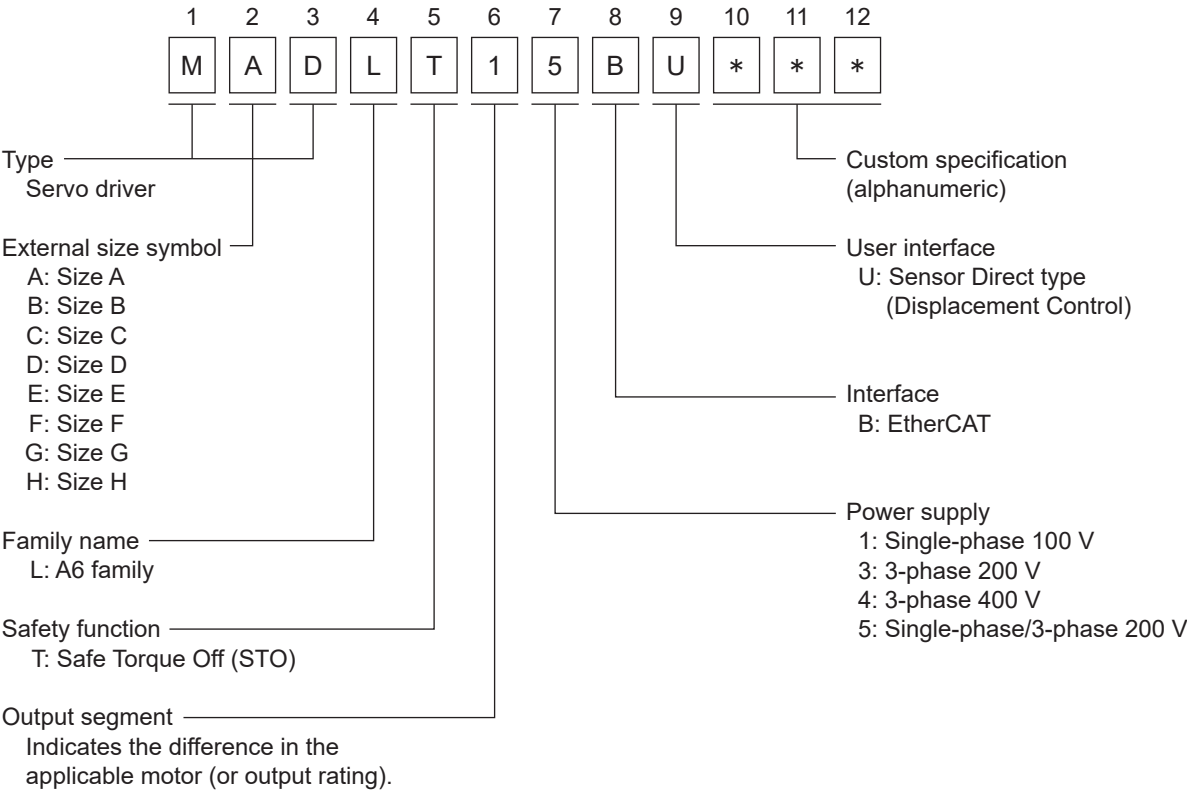 1 2 3 4 5 6 7 8 9 10 11 12
M A D L T 1 5 B U * * *
Type
Servo driver
External size symbol
A: Size A
B: Size B
C: Size C
D: Size D
E: Size E
F: Size F
G: Size G
H: Size H
Family name
L: A6 family
Safety function
T: Safe Torque Off (STO)
Output segment
Indicates the difference in the
applicable motor (or output rating).
Custom specification
(alphanumeric)
User interface
U: Sensor Direct type
(Displacement Control)
Interface
B: EtherCAT
Power supply
1: Single-phase 100 V
3: 3-phase 200 V
4: 3-phase 400 V
5: Single-phase/3-phase 200 V